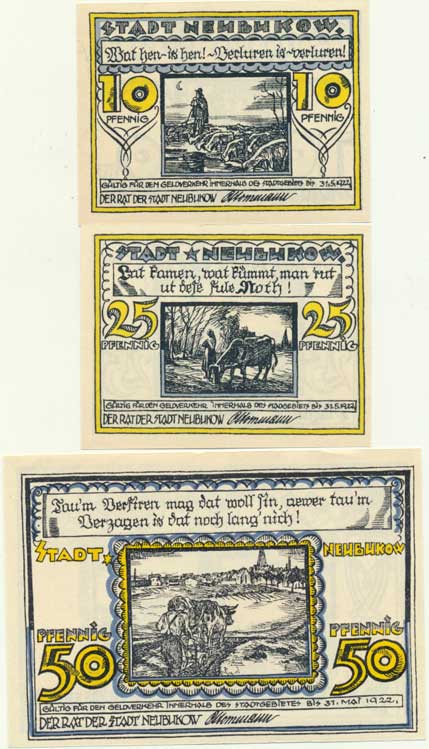 STADT NEUBUKOW.
Wat hen ~ is hen! ~ Verluren is ~ verluren!
10 10
PFENNIG PFENNIG
GÜLTIG FÜR DEN GELDVERKEHR INNERHALB DES STADTGEBIETS BIS 31.5.1922
DER RAT DER STADT NEUBUKOW
STADT ★ NEUBUKOW.
Lat kamen, wat kümmt, man rut
ut dese fule Noth!
25 25
PFENNIG PFENNIG
GÜLTIG FÜR DEN GELDVERKEHR INNERHALB DES STADTGEBIETS BIS 31.5.1922
DER RAT DER STADT NEUBUKOW
Tau'm Verfiren mag dat woll sin, aewer tau'm
Verzagen is dat noch lang' nich!
STADT ★ NEUBUKOW
PFENNIG PFENNIG
50 50
GÜLTIG FÜR DEN GELDVERKEHR INNERHALB DES STADTGEBIETES BIS 31. MAI 1922.
DER RAT DER STADT NEUBUKOW